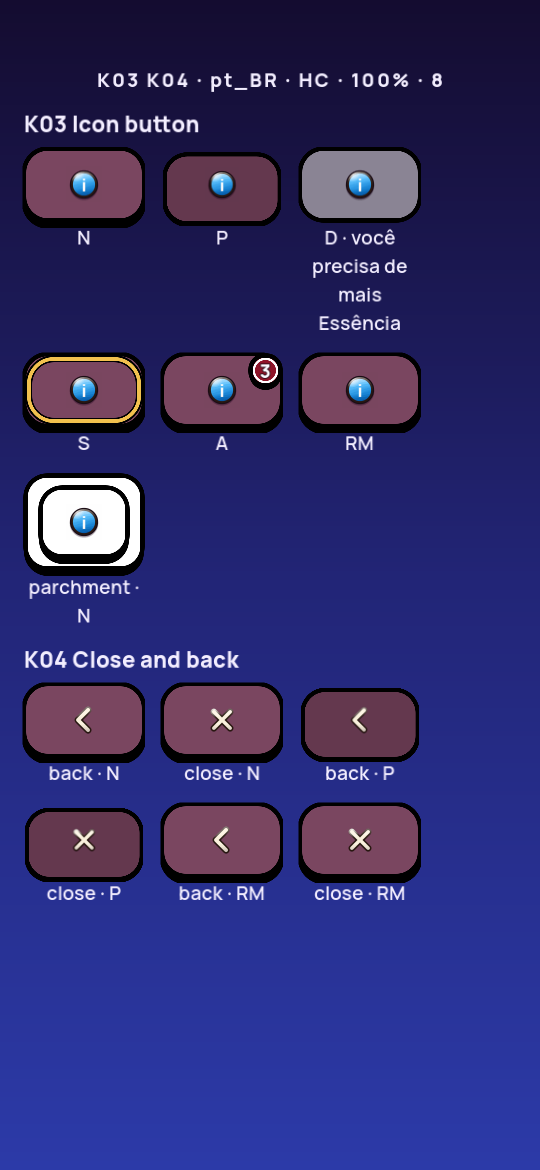 K03 K04 · pt_BR · HC · 100% · 8
K03 Icon button
N
P
D · você
precisa de
mais
Essência
3
S
A
RM
parchment ·
N
K04 Close and back
back · N
close · N
back · P
close · P
back · RM
close · RM